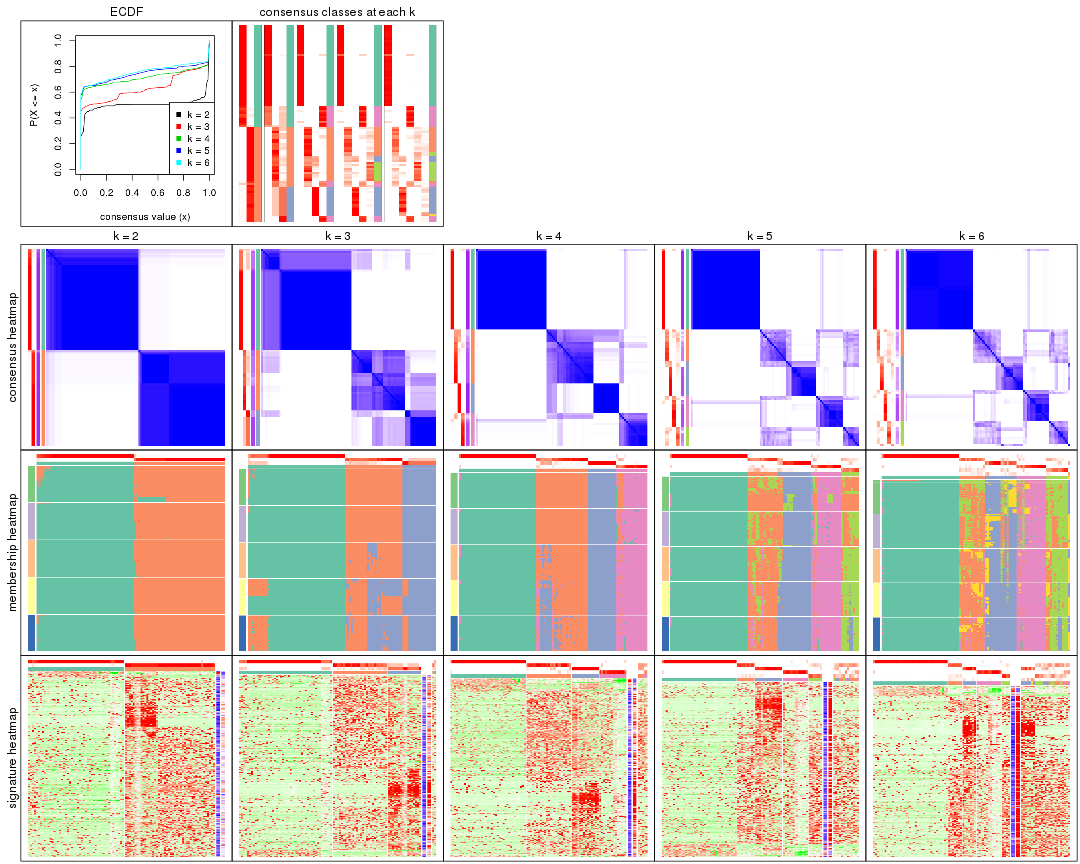 ECDF
consensus classes at each k
P(X <= x)
0.0 0.2 0.4 0.6 0.8 1.0
k = 2
k = 3
k = 4
k = 5
k = 6
0.0 0.2 0.4 0.6 0.8 1.0
consensus value (x)
k = 2 k = 3 k = 4 k = 5 k = 6
consensus heatmap
membership heatmap
signature heatmap